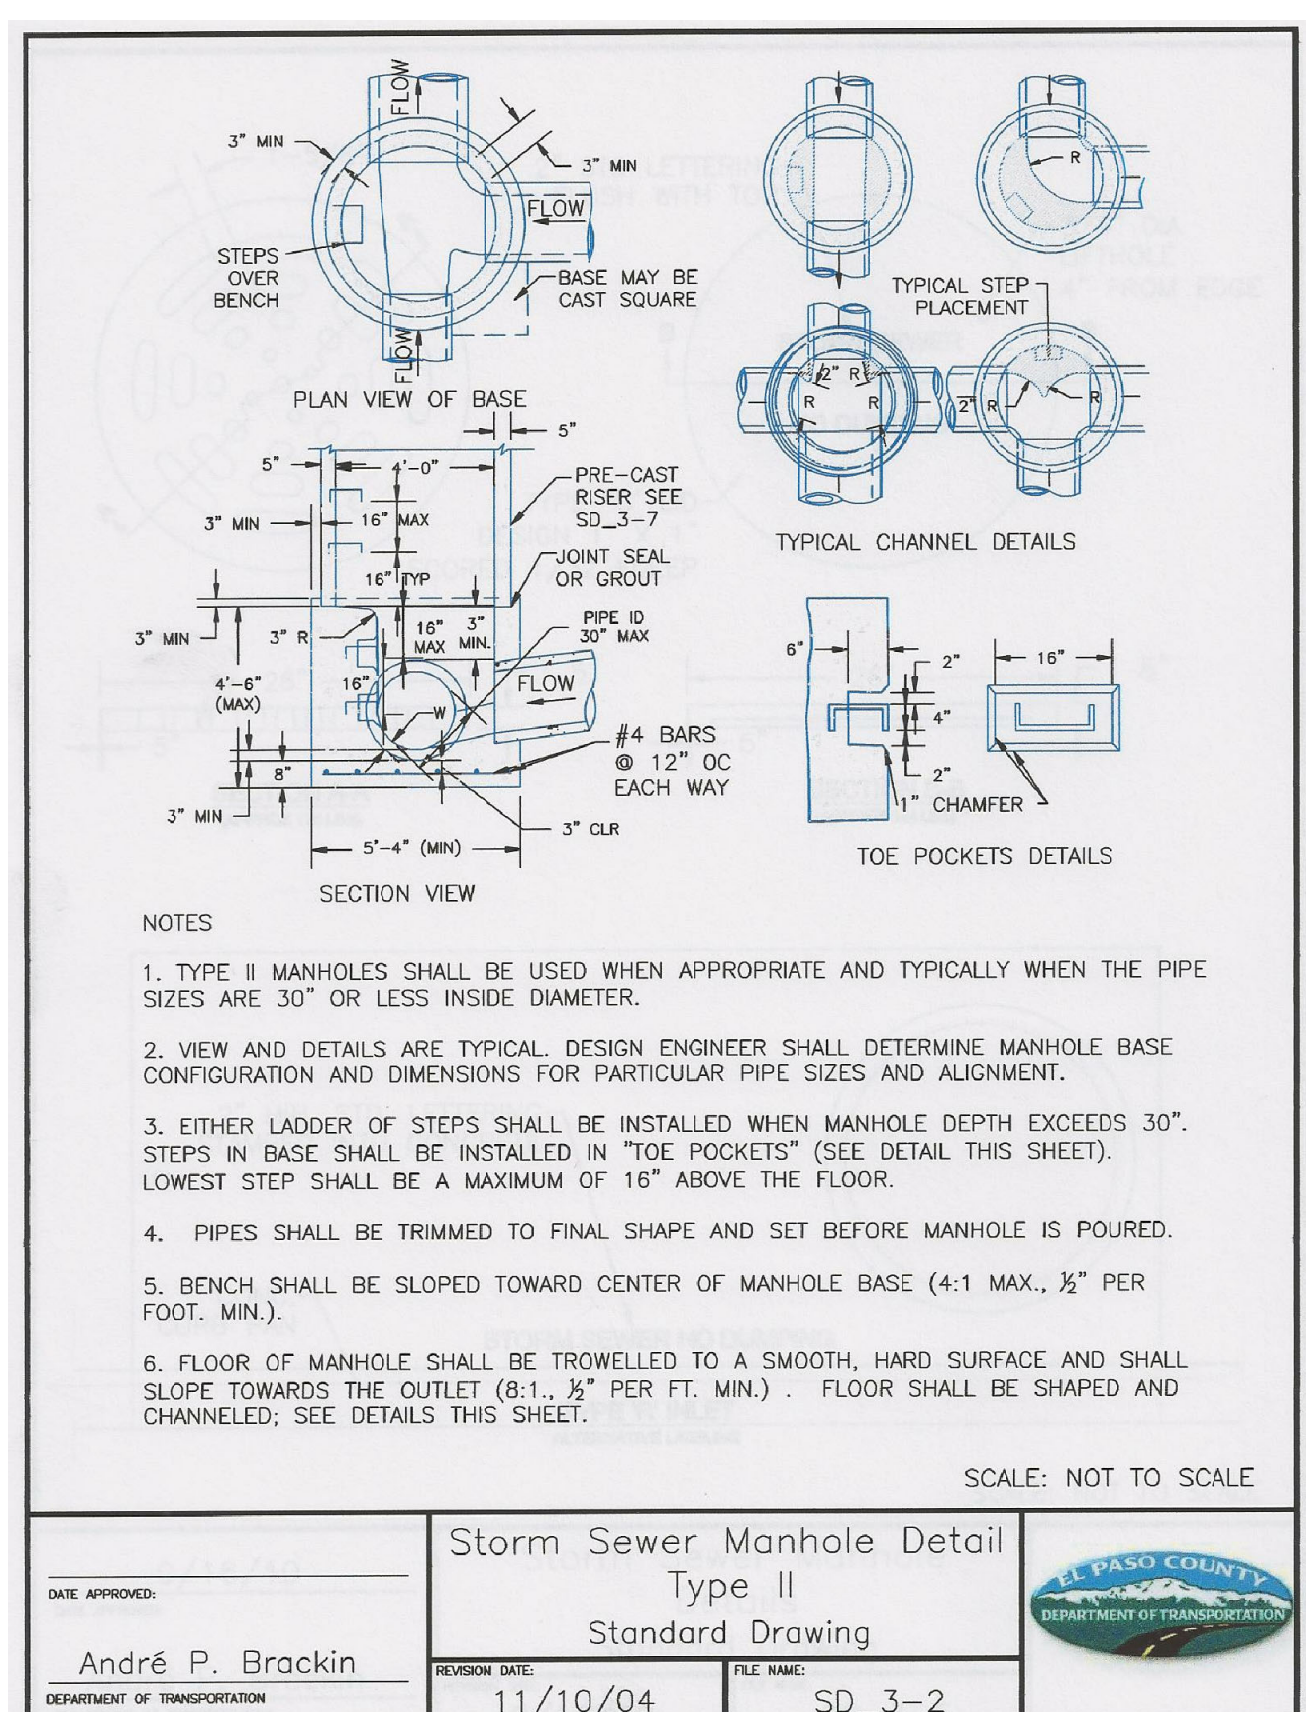 FLOW
3" MIN
3" MIN
FLOW
STEPS
OVER
BENCH
BASE MAY BE
CAST SQUARE
FLOW
PLAN VIEW OF BASE
R
TYPICAL STEP
PLACEMENT
2" R
R R
2" R
R
TYPICAL CHANNEL DETAILS
5"
5"
4'-0"
PRE-CAST
RISER SEE
SD_3-7
3" MIN
16" MAX
JOINT SEAL
OR GROUT
16" TYP
3" MIN
3" R
16"
MAX
3"
MIN.
PIPE ID
30" MAX
4'-6"
(MAX)
16"
FLOW
W
#4 BARS
@ 12" OC
EACH WAY
8"
3" MIN
3" CLR
5'-4" (MIN)
SECTION VIEW
6"
2"
16"
4"
2"
1" CHAMFER
TOE POCKETS DETAILS
NOTES
1. TYPE II MANHOLES SHALL BE USED WHEN APPROPRIATE AND TYPICALLY WHEN THE PIPE
SIZES ARE 30" OR LESS INSIDE DIAMETER.
2. VIEW AND DETAILS ARE TYPICAL. DESIGN ENGINEER SHALL DETERMINE MANHOLE BASE
CONFIGURATION AND DIMENSIONS FOR PARTICULAR PIPE SIZES AND ALIGNMENT.
3. EITHER LADDER OF STEPS SHALL BE INSTALLED WHEN MANHOLE DEPTH EXCEEDS 30".
STEPS IN BASE SHALL BE INSTALLED IN "TOE POCKETS" (SEE DETAIL THIS SHEET).
LOWEST STEP SHALL BE A MAXIMUM OF 16" ABOVE THE FLOOR.
4. PIPES SHALL BE TRIMMED TO FINAL SHAPE AND SET BEFORE MANHOLE IS POURED.
5. BENCH SHALL BE SLOPED TOWARD CENTER OF MANHOLE BASE (4:1 MAX., ½" PER
FOOT. MIN.).
6. FLOOR OF MANHOLE SHALL BE TROWELLED TO A SMOOTH, HARD SURFACE AND SHALL
SLOPE TOWARDS THE OUTLET (8:1., ½" PER FT. MIN.) . FLOOR SHALL BE SHAPED AND
CHANNELED; SEE DETAILS THIS SHEET.
SCALE: NOT TO SCALE
DATE APPROVED:
André P. Brackin
DEPARTMENT OF TRANSPORTATION
Storm Sewer Manhole Detail
Type II
Standard Drawing
REVISION DATE:
11/10/04
FILE NAME:
SD_3-2
EL PASO COUNTY
DEPARTMENT OF TRANSPORTATION